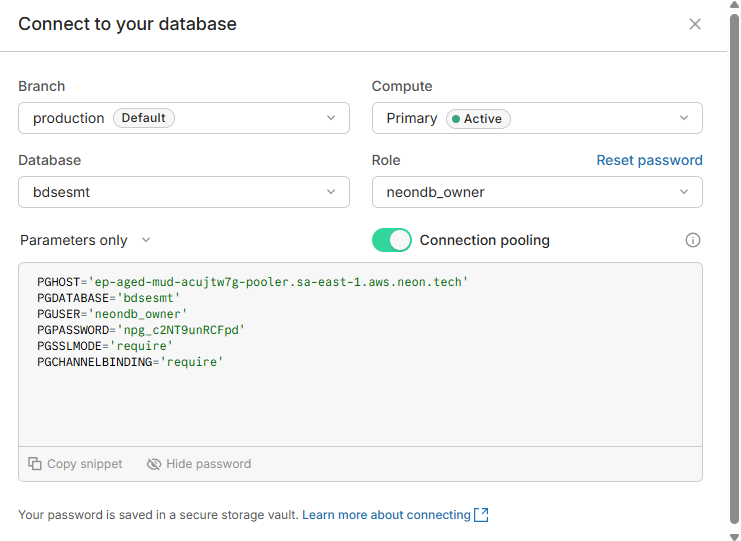 Connect to your database
Branch
Compute
production Default
Primary Active
Database
Role
Reset password
bdsesmt
neondb_owner
Parameters only
Connection pooling
PGHOST='ep-aged-mud-acujtw7g-pooler.sa-east-1.aws.neon.tech'
PGDATABASE='bdsesmt'
PGUSER='neondb_owner'
PGPASSWORD='npg_c2NT9unRCFpd'
PGSSLMODE='require'
PGCHANNELBINDING='require'
Copy snippet
Hide password
Your password is saved in a secure storage vault. Learn more about connecting